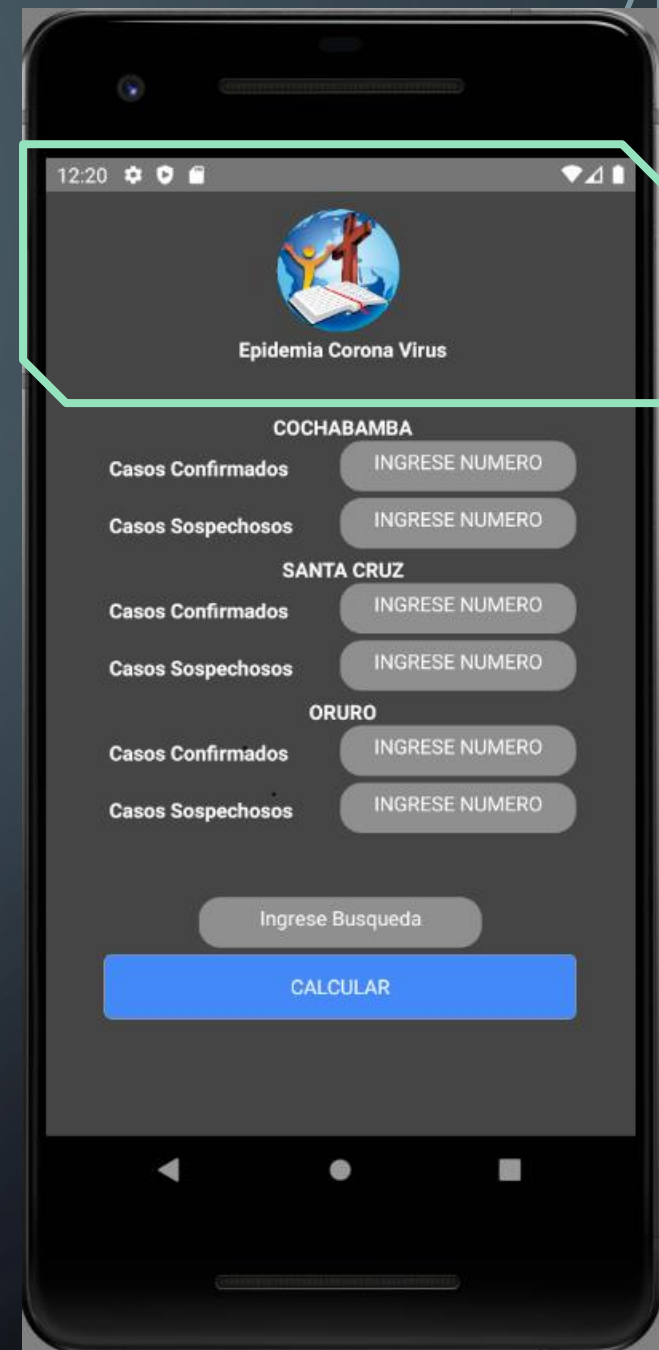 12:20
Epidemia Corona Virus
COCHABAMBA
Casos Confirmados INGRESE NUMERO
Casos Sospechosos INGRESE NUMERO
SANTA CRUZ
Casos Confirmados INGRESE NUMERO
Casos Sospechosos INGRESE NUMERO
ORURO
Casos Confirmados INGRESE NUMERO
Casos Sospechosos INGRESE NUMERO
Ingrese Busqueda
CALCULAR